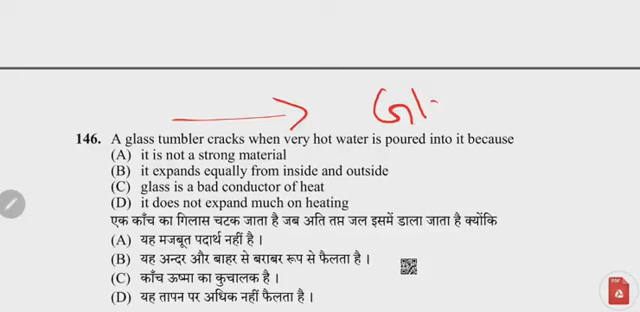 146. A glass tumbler cracks when very hot water is poured into it because
(A) it is not a strong material
(B) it expands equally from inside and outside
(C) glass is a bad conductor of heat
(D) it does not expand much on heating
एक काँच का गिलास चटक जाता है जब अति तप्त जल इसमें डाला जाता है क्योंकि
(A) यह मजबूत पदार्थ नहीं है ।
(B) यह अन्दर और बाहर से बराबर रूप से फैलता है ।
(C) काँच ऊष्मा का कुचालक है ।
(D) यह तापन पर अधिक नहीं फैलता है ।